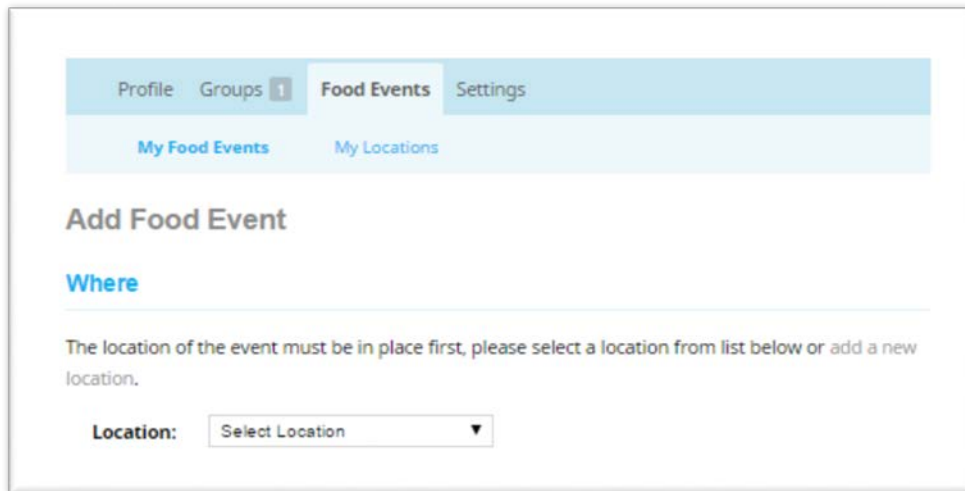 Profile Groups 1 Food Events Settings
My Food Events My Locations
Add Food Event
Where
The location of the event must be in place first, please select a location from list below or add a new
location.
Location: Select Location